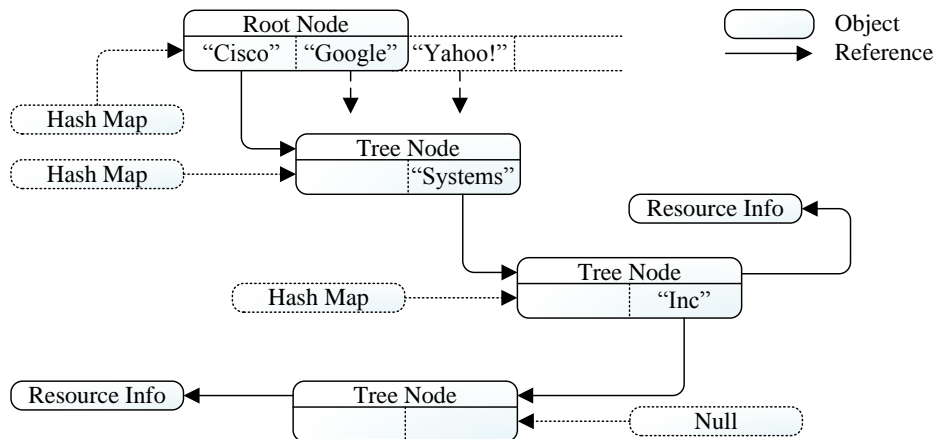 Root Node
“Cisco” “Google” “Yahoo!”
Object
Reference
Hash Map
Tree Node
Hash Map
“Systems”
Resource Info
Tree Node
Hash Map
“Inc”
Resource Info
Tree Node
Null